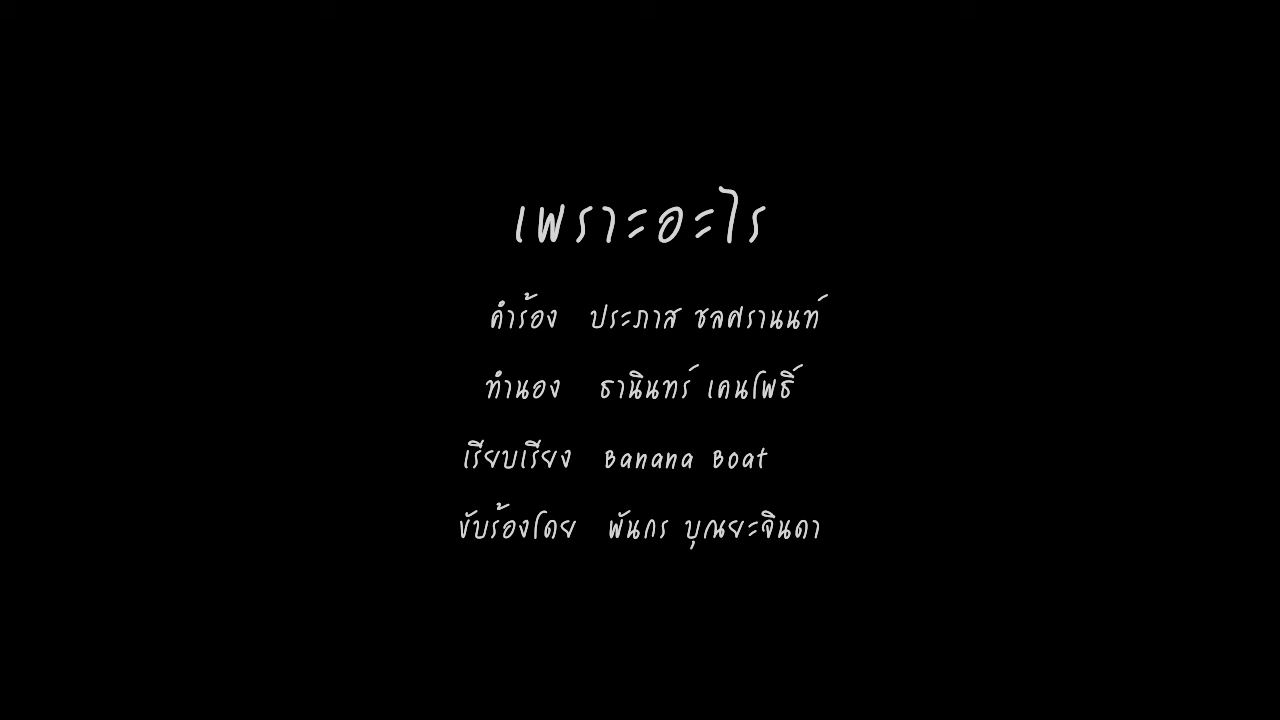 เพราะอะไร
คำร้อง ประภาส ชลศรานนท์
ทำนอง ธานินทร์ เคนโพธิ์
เรียบเรียง Banana Boat
ขับร้องโดย พันกร บุณยะจินดา